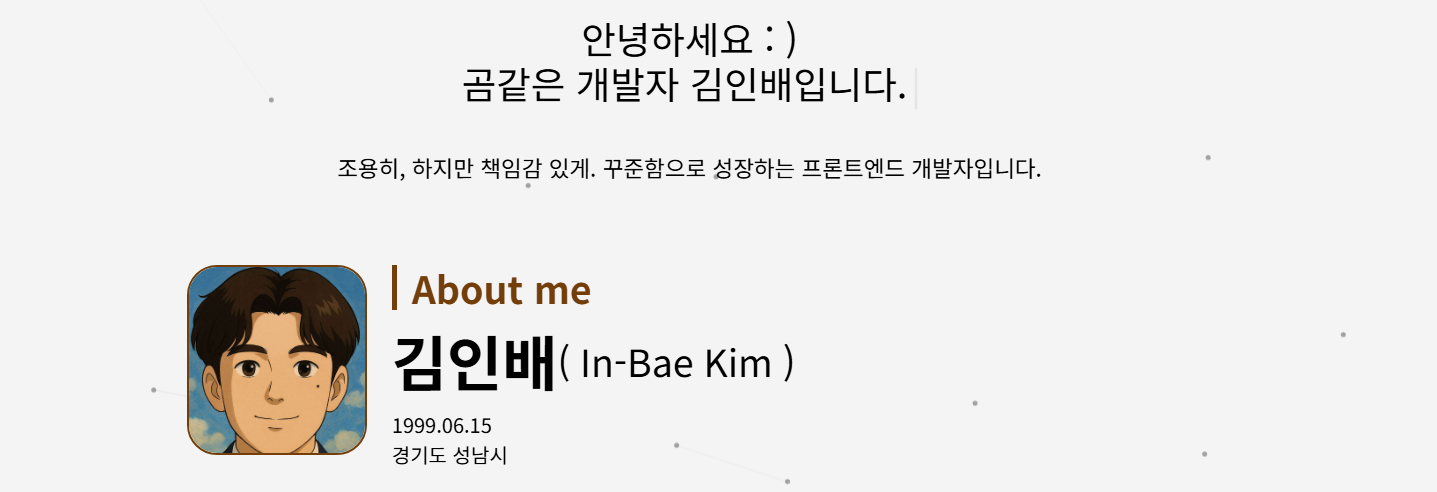 안녕하세요 : )
곰같은 개발자 김인배입니다.
조용히, 하지만 책임감 있게. 꾸준함으로 성장하는 프론트엔드 개발자입니다.
About me
김인배( In-Bae Kim )
1999.06.15
경기도 성남시